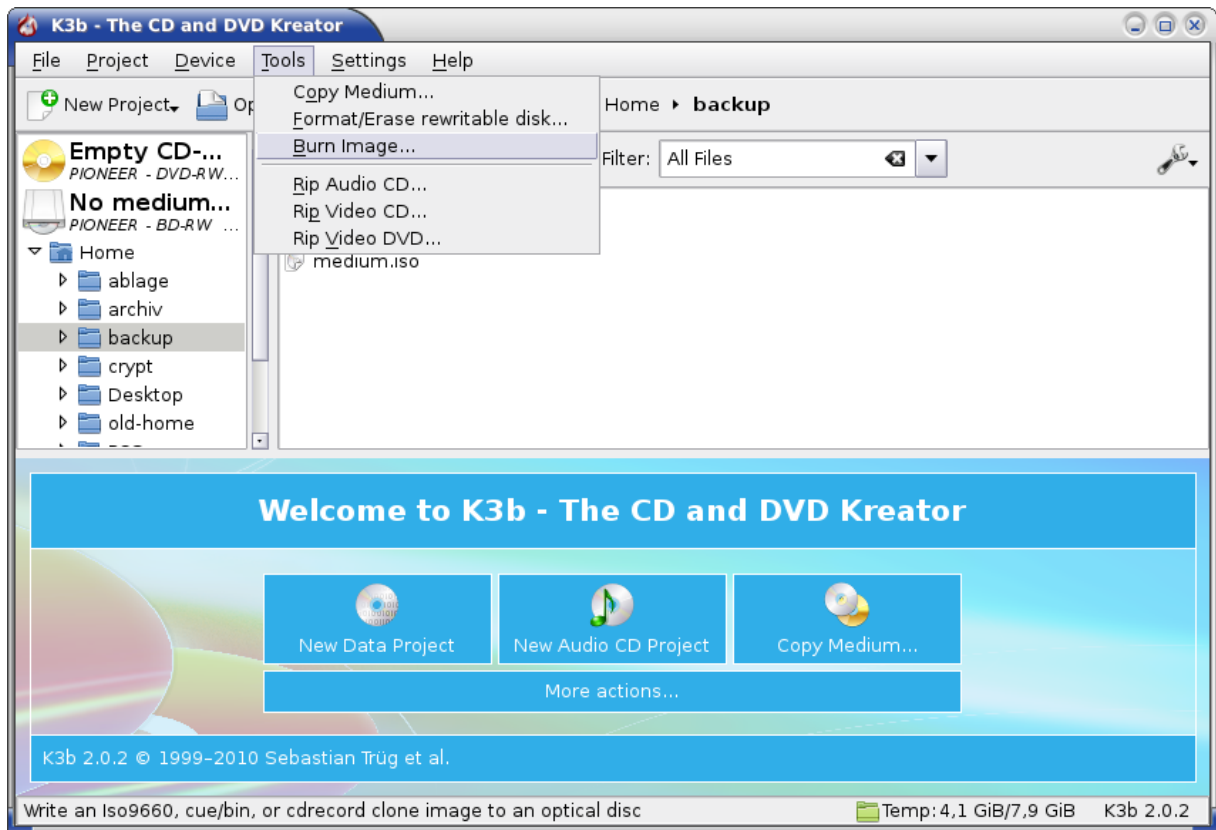 K3b - The CD and DVD Kreator
File Project Device Tools Settings Help
New Project
Home backup
Copy Medium...
Format/Erase rewritable disk...
Burn Image...
Rip Audio CD...
Rip Video CD...
Rip Video DVD...
Filter: All Files
Empty CD-...
PIONEER - DVD-RW...
No medium...
PIONEER - BD-RW ...
Home
ablage
archiv
backup
crypt
Desktop
old-home
medium.iso
Welcome to K3b - The CD and DVD Kreator
New Data Project New Audio CD Project Copy Medium...
More actions...
K3b 2.0.2 © 1999–2010 Sebastian Trüg et al.
Write an Iso9660, cue/bin, or cdrecord clone image to an optical disc Temp: 4,1 GiB/7,9 GiB K3b 2.0.2